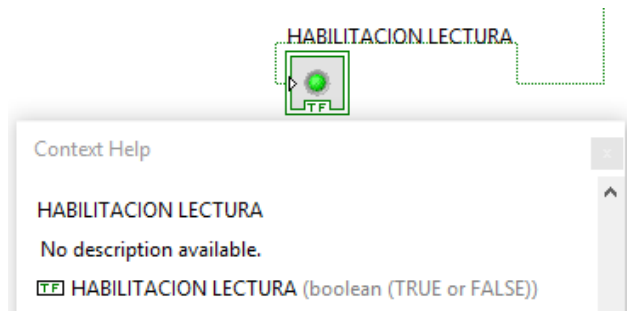 HABILITACION LECTURA
TF
Context Help
x
HABILITACION LECTURA
No description available.
TF HABILITACION LECTURA (boolean (TRUE or FALSE))